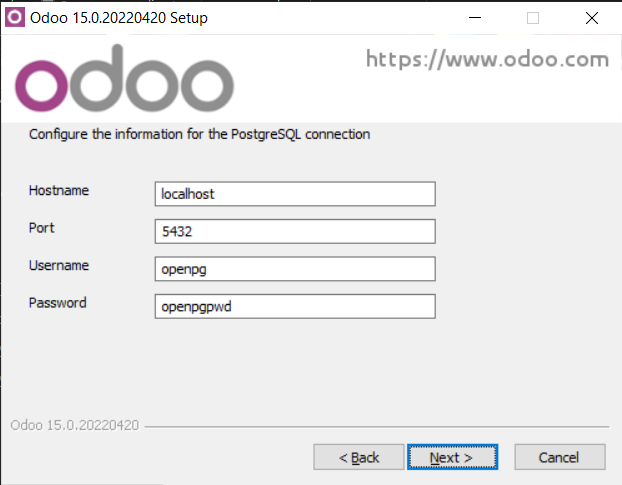 Odoo 15.0.20220420 Setup
odoo
https://www.odoo.com
Configure the information for the PostgreSQL connection
Hostname localhost
Port 5432
Username openpg
Password openpgpwd
Odoo 15.0.20220420
< Back Next > Cancel